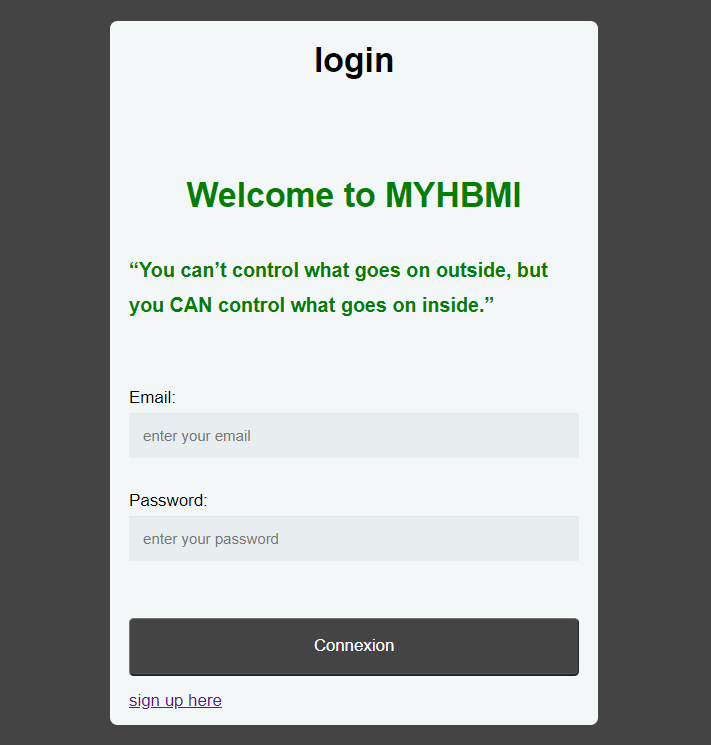 login
Welcome to MYHBMI
“You can’t control what goes on outside, but
you CAN control what goes on inside.”
Email:
enter your email
Password:
enter your password
Connexion
sign up here